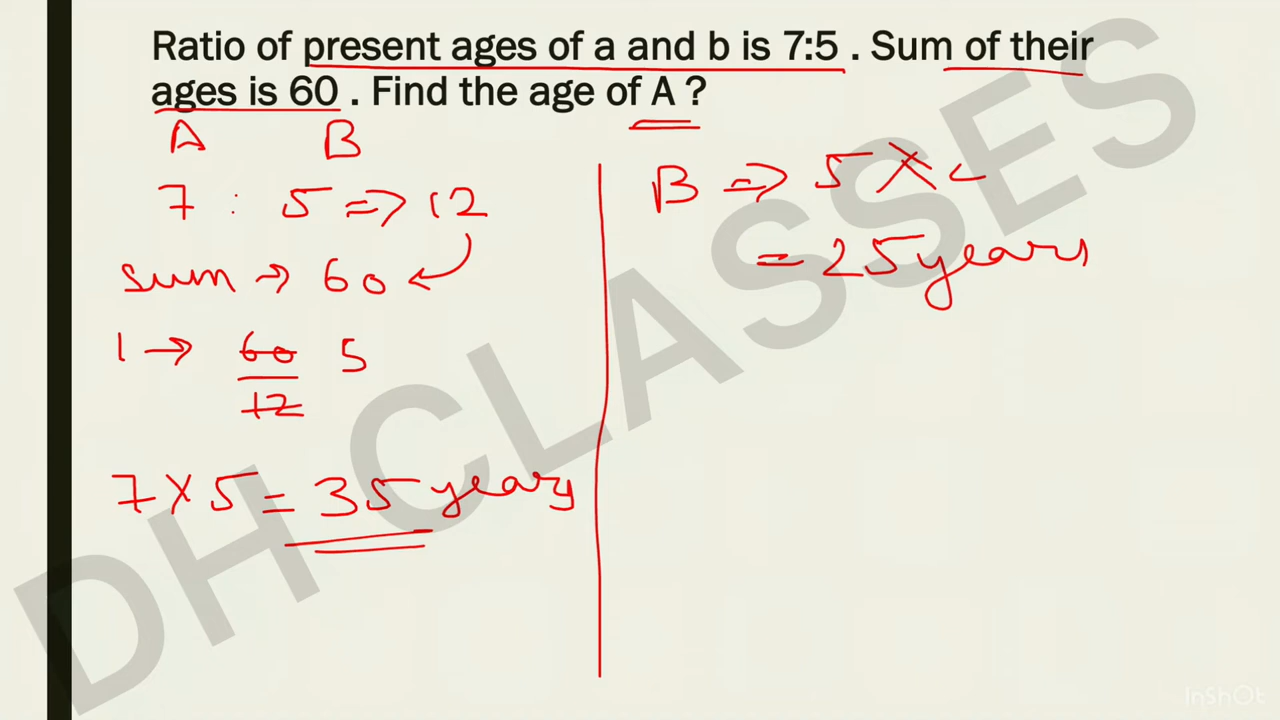 Ratio of present ages of a and b is 7:5 . Sum of their
ages is 60 . Find the age of A ?
A B
7 : 5 => 12
sum -> 60
1 -> 60/12 5
7 X 5 = 35 years
B => 5 X
= 25 years
DH CLASSES
InShOt